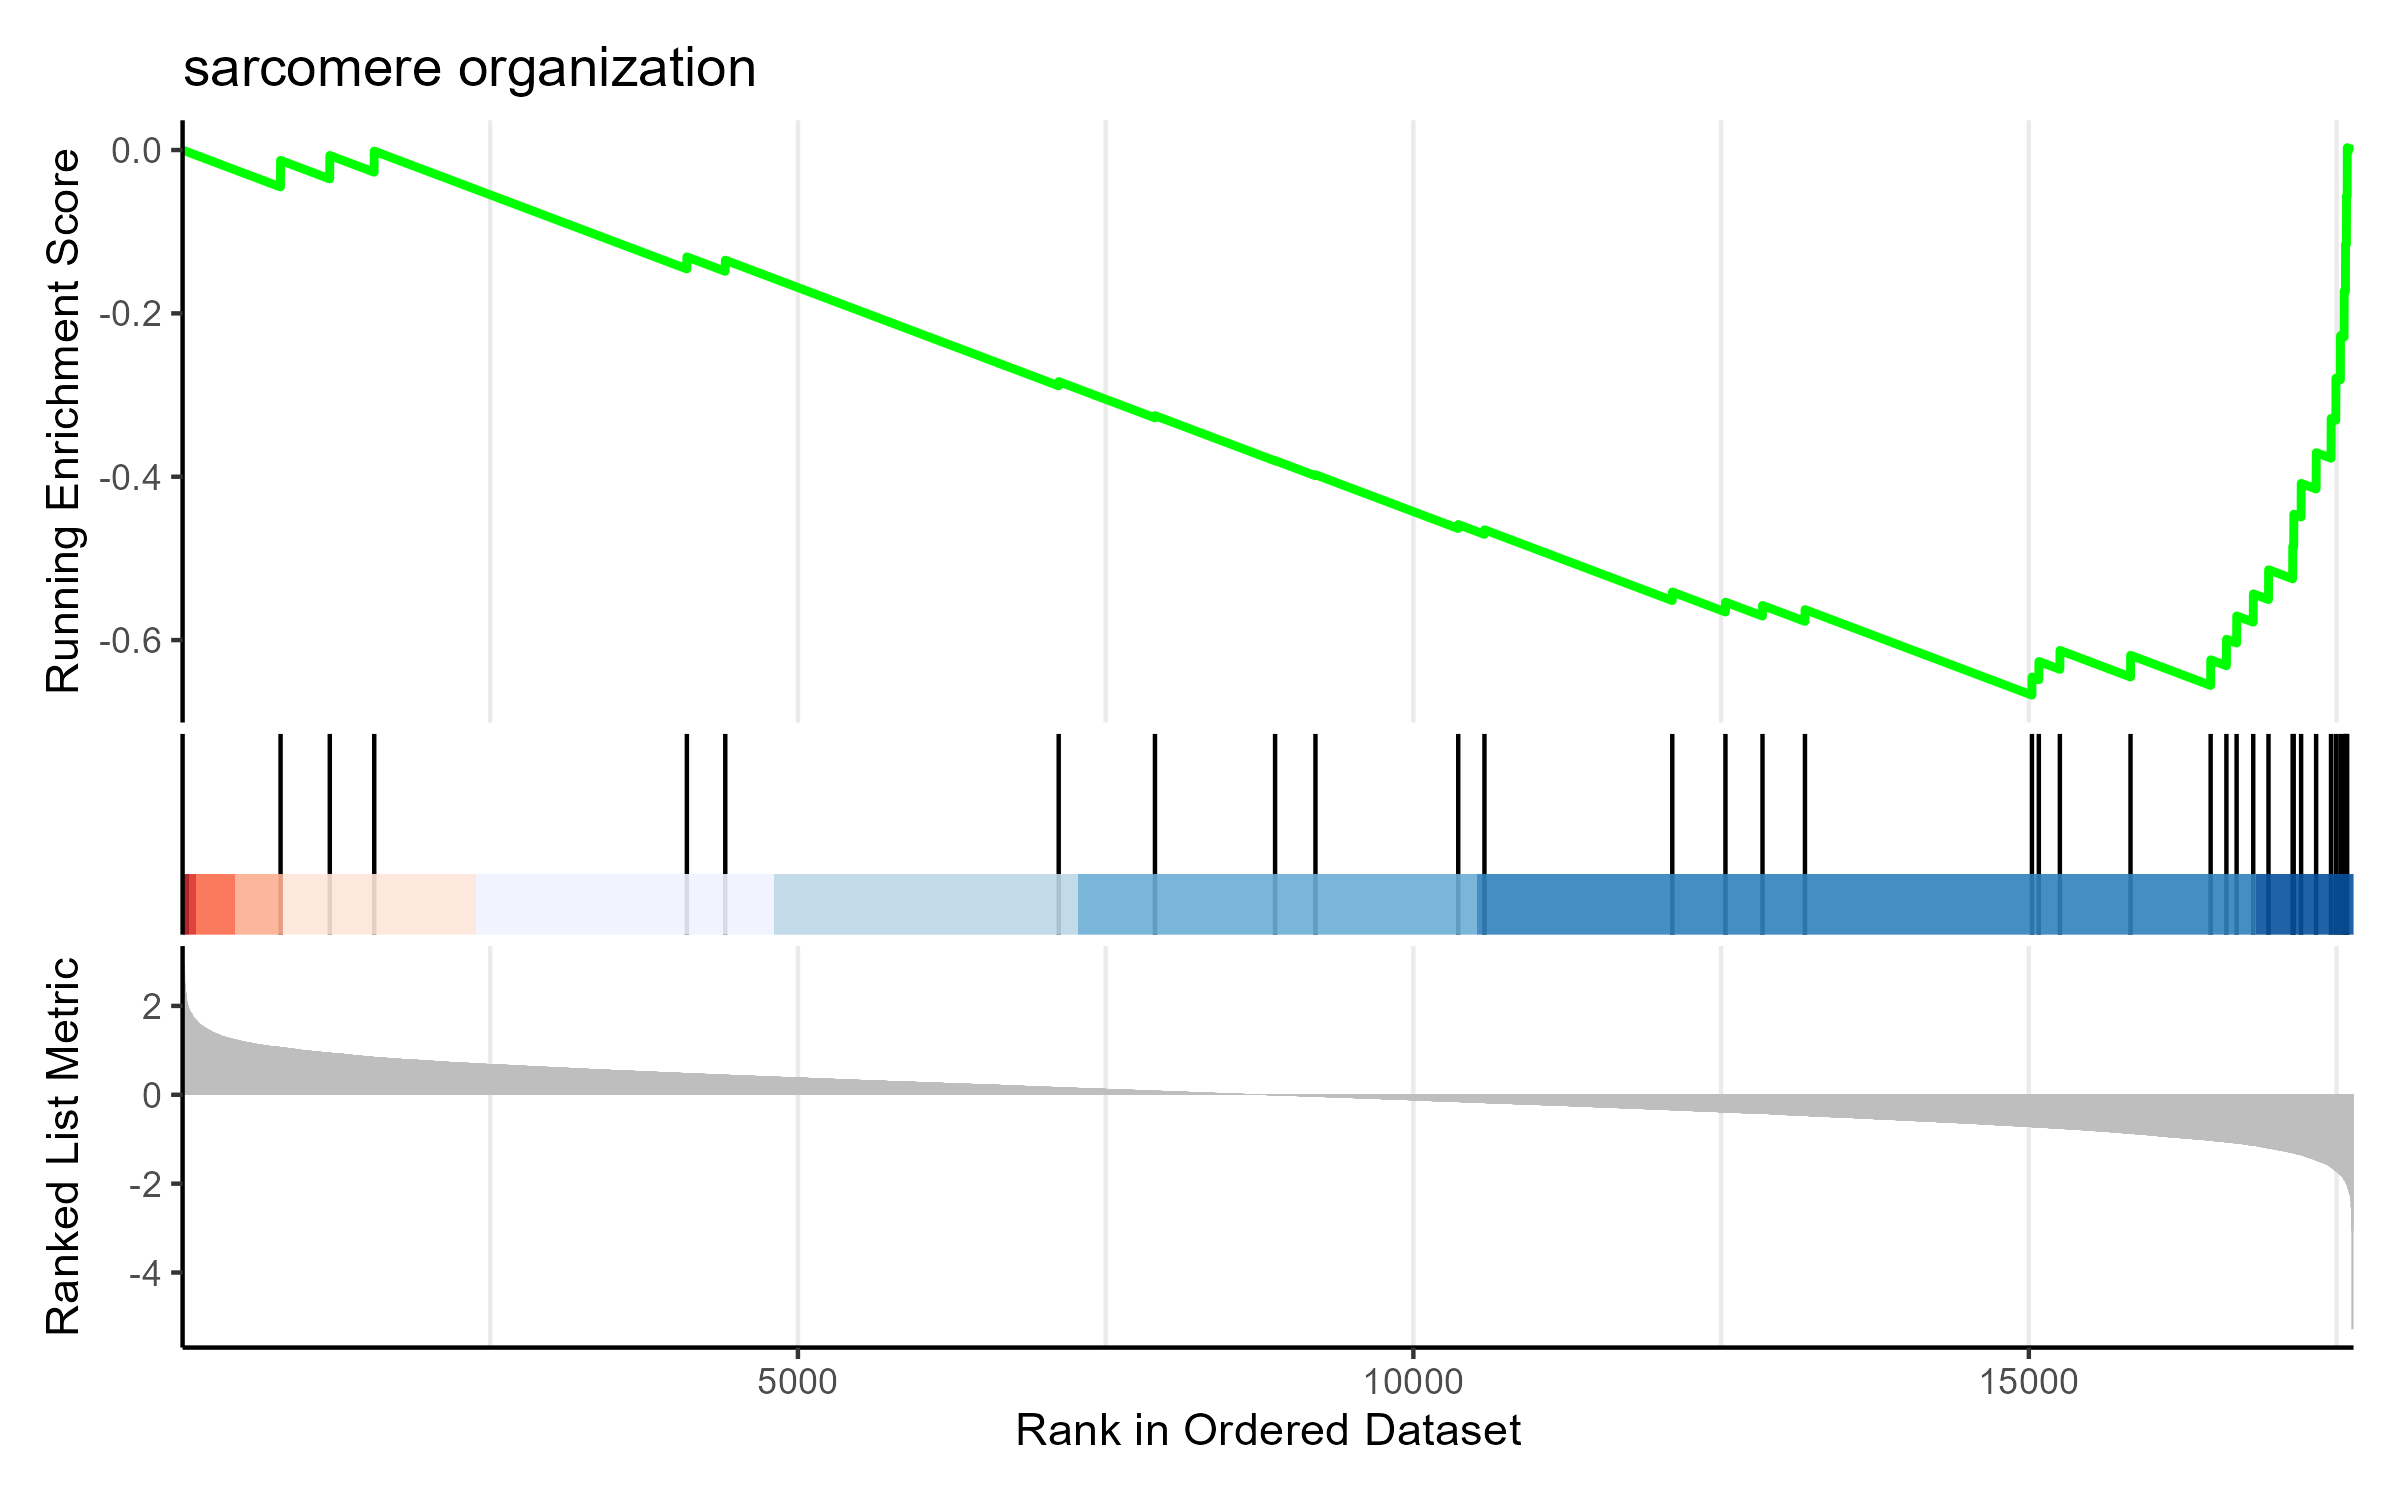 sarcomere organization
Running Enrichment Score
0.0
-0.2
-0.4
-0.6
Ranked List Metric
2
0
-2
-4
5000
10000
15000
Rank in Ordered Dataset